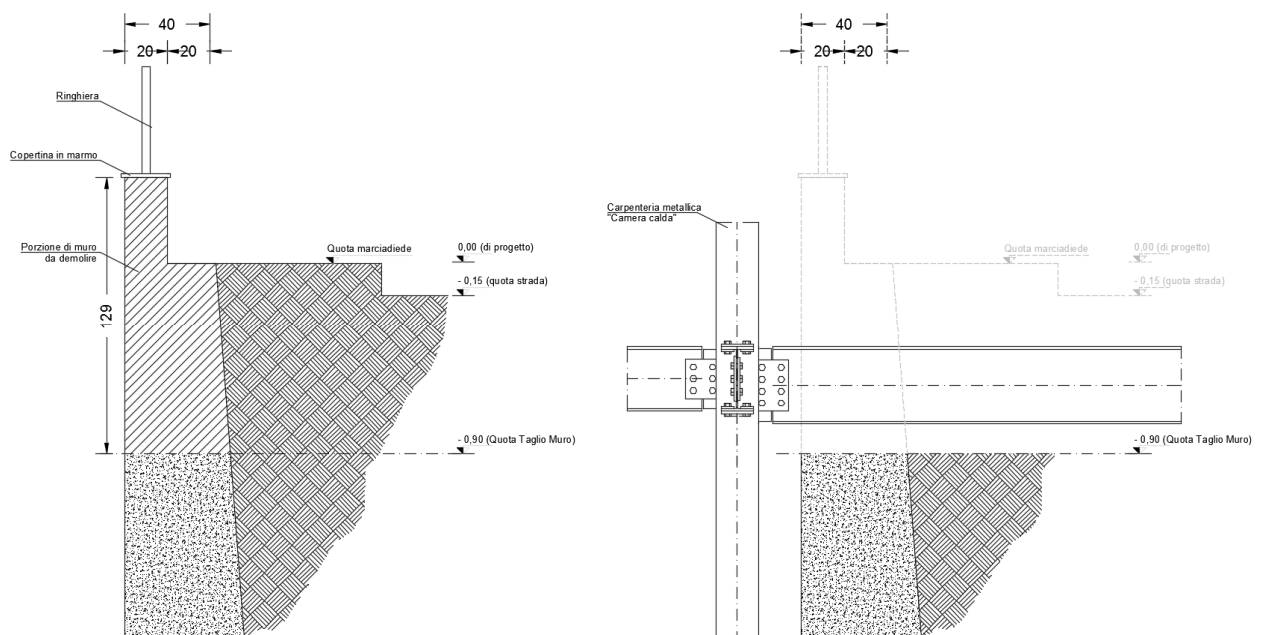 40
20
20
Ringhiera
Copertina in marmo
129
Porzione di muro
da demolire
Quota marciadiede
0,00 (di progetto)
- 0,15 (quota strada)
- 0,90 (Quota Taglio Muro)
40
20
20
Carpenteria metallica
"Camera calda"
Quota marciadiede
0,00 (di progetto)
- 0,15 (quota strada)
- 0,90 (Quota Taglio Muro)